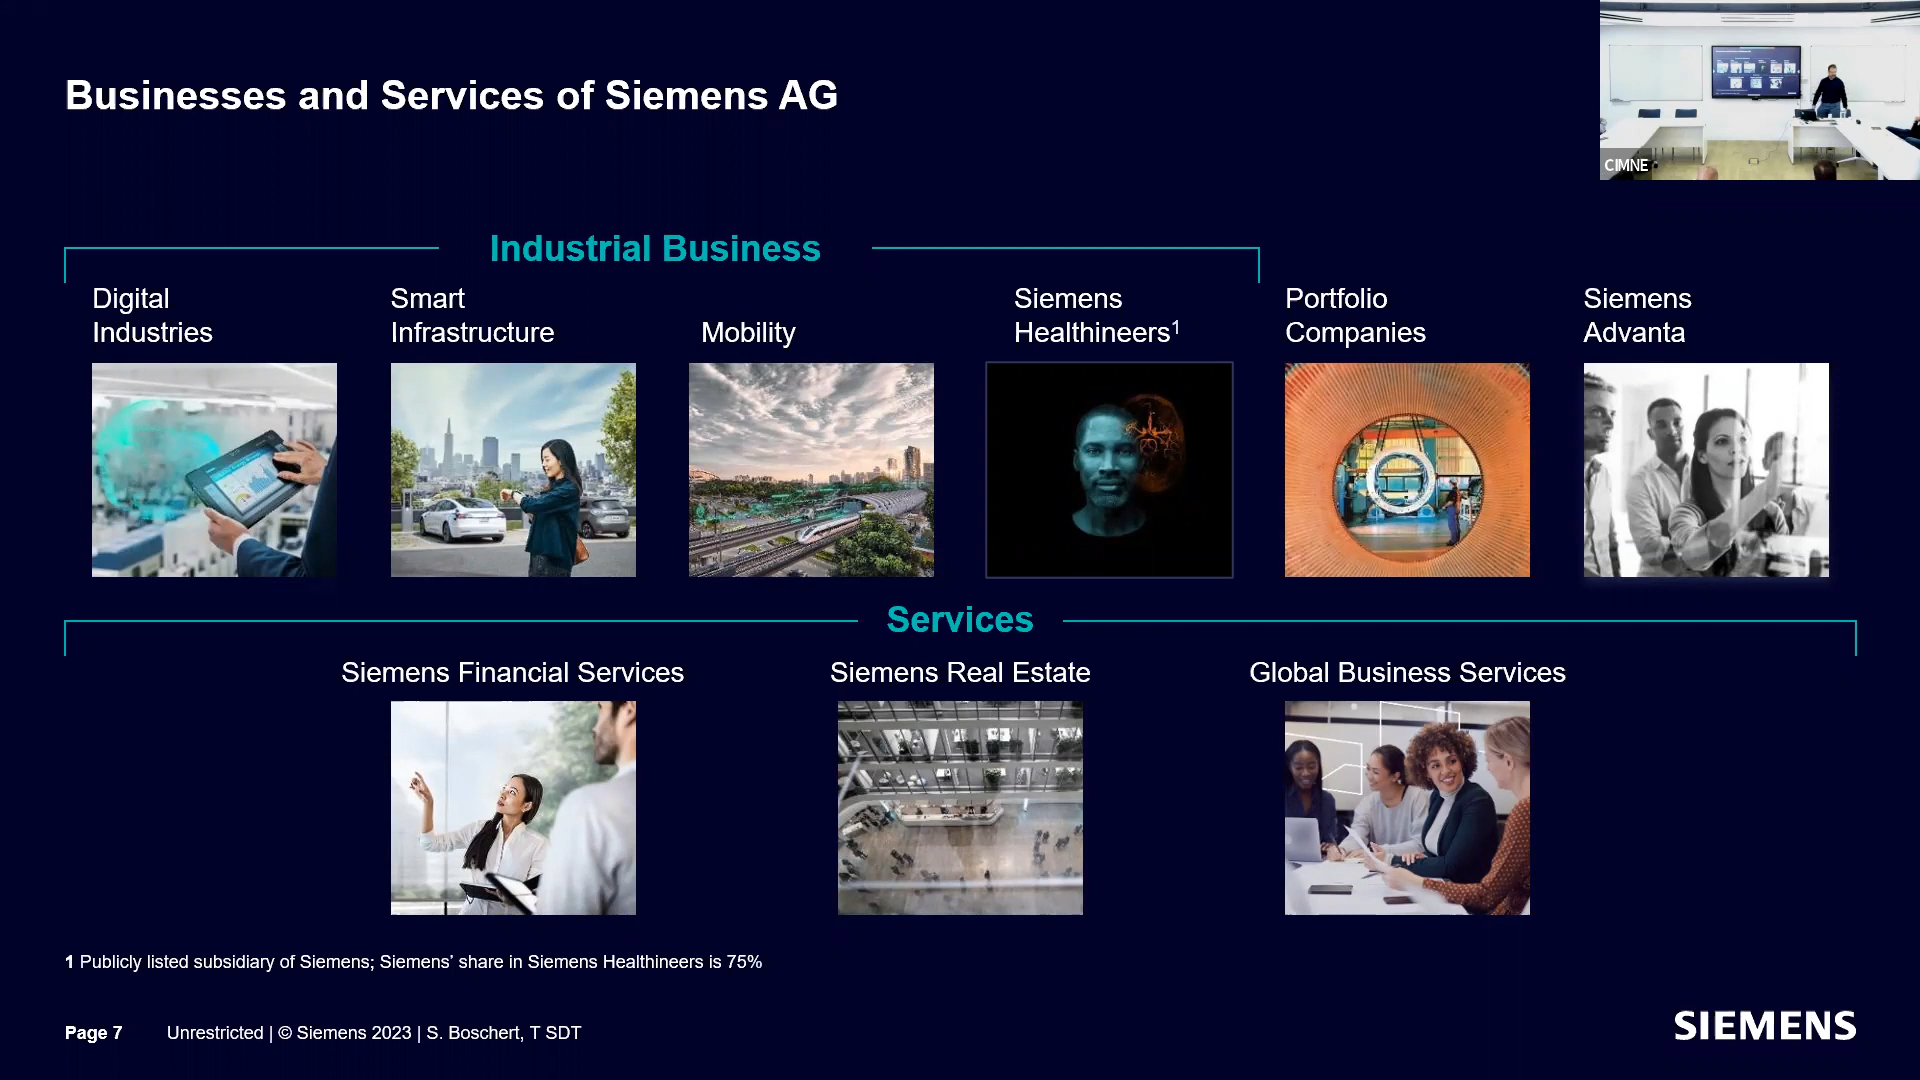 Businesses and Services of Siemens AG
CIMNE
Industrial Business
Digital
Industries
Smart
Infrastructure
Mobility
Siemens
Healthineers1
Portfolio
Companies
Siemens
Advanta
Services
Siemens Financial Services
Siemens Real Estate
Global Business Services
1 Publicly listed subsidiary of Siemens; Siemens’ share in Siemens Healthineers is 75%
Page 7 Unrestricted | © Siemens 2023 | S. Boschert, T SDT
SIEMENS